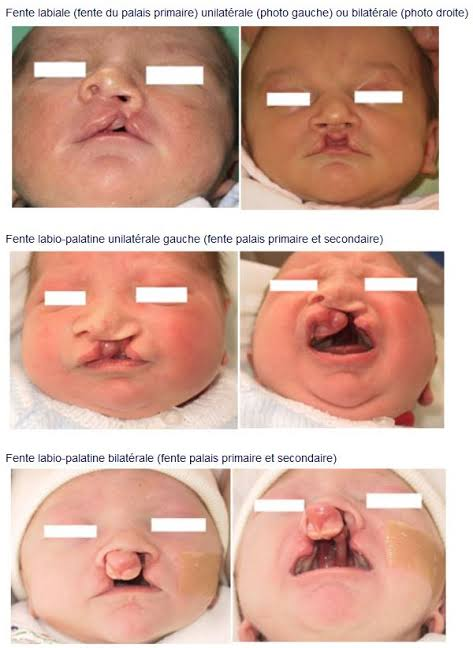 Fente labiale (fente du palais primaire) unilatérale (photo gauche) ou bilatérale (photo droite)
Fente labio-palatine unilatérale gauche (fente palais primaire et secondaire)
Fente labio-palatine bilatérale (fente palais primaire et secondaire)